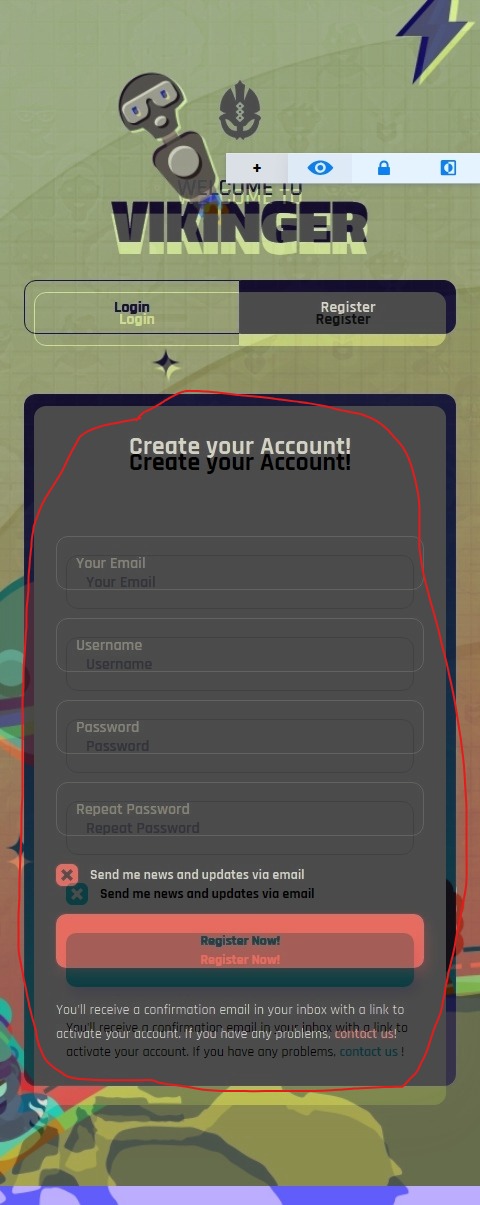 +
WELCOME TO
WELCOME TO
VIKINGER
VIKINGER
Login Register
Login Register
Create your Account!
Create your Account!
Your Email
Your Email
Username
Username
Password
Password
Repeat Password
Repeat Password
Send me news and updates via email
Send me news and updates via email
Register Now!
Register Now!
You'll receive a confirmation email in your inbox with a link to
You'll receive a confirmation email in your inbox with a link to
activate your account. If you have any problems, contact us!
activate your account. If you have any problems, contact us !